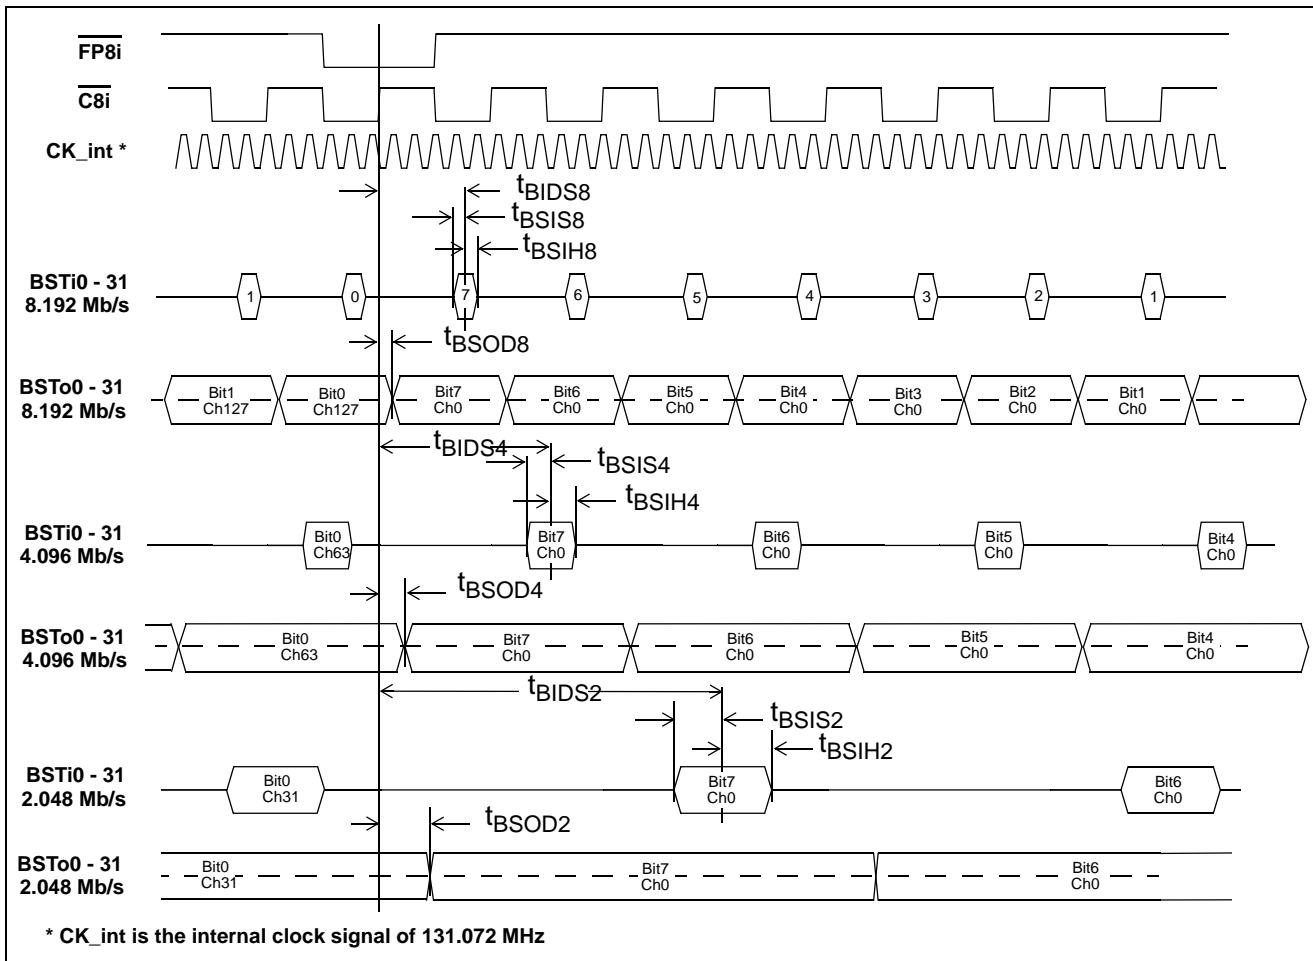 FP8i
C8i
CK_int *
tBIDS8
tBSIS8
tBSIH8
BSTi0 - 31
8.192 Mb/s
1 0 7 6 5 4 3 2 1
tBSOD8
BSTo0 - 31
8.192 Mb/s
Bit1
Ch127
Bit0
Ch127
Bit7
Ch0
Bit6
Ch0
Bit5
Ch0
Bit4
Ch0
Bit3
Ch0
Bit2
Ch0
Bit1
Ch0
tBIDS4
tBSIS4
tBSIH4
BSTi0 - 31
4.096 Mb/s
Bit0
Ch63
Bit7
Ch0
Bit6
Ch0
Bit5
Ch0
Bit4
Ch0
tBSOD4
BSTo0 - 31
4.096 Mb/s
Bit0
Ch63
Bit7
Ch0
Bit6
Ch0
Bit5
Ch0
Bit4
Ch0
tBIDS2
tBSIS2
tBSIH2
BSTi0 - 31
2.048 Mb/s
Bit0
Ch31
Bit7
Ch0
Bit6
Ch0
tBSOD2
BSTo0 - 31
2.048 Mb/s
Bit0
Ch31
Bit7
Ch0
Bit6
Ch0
* CK_int is the internal clock signal of 131.072 MHz